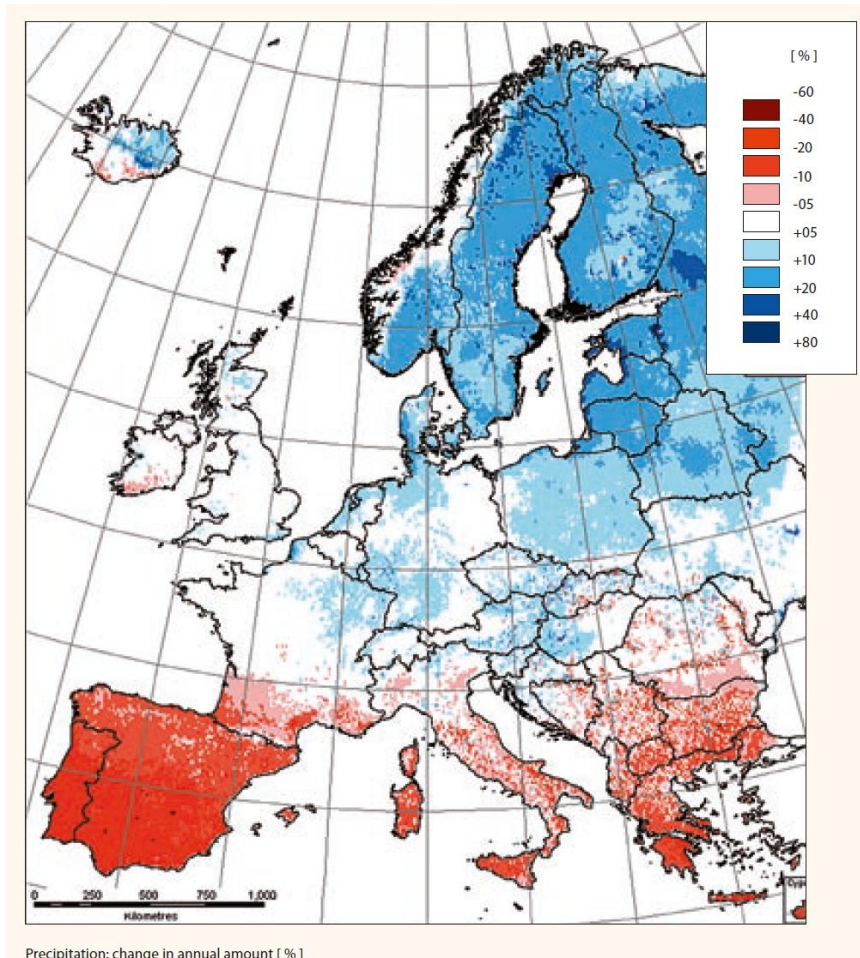 [ % ]
-60
-40
-20
-10
-05
+05
+10
+20
+40
+80
0 250 500 750 1,000
Kilometres
Precipitation: change in annual amount [ % ]